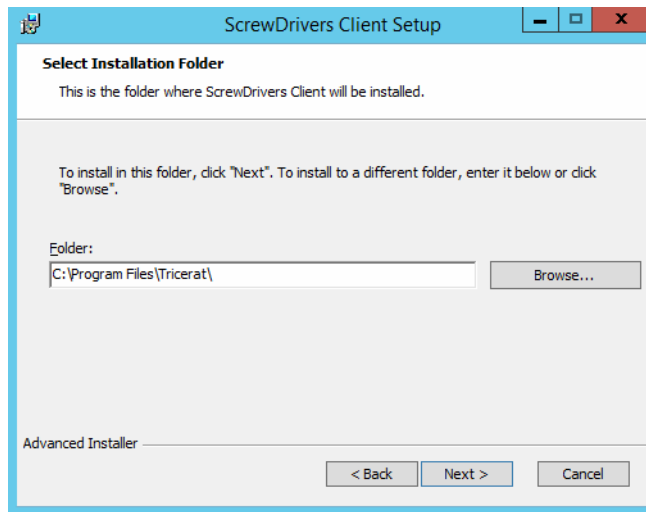 ScrewDrivers Client Setup
Select Installation Folder
This is the folder where ScrewDrivers Client will be installed.
To install in this folder, click "Next". To install to a different folder, enter it below or click
"Browse".
Folder:
C:\Program Files\Tricerat\
Browse...
Advanced Installer
< Back
Next >
Cancel